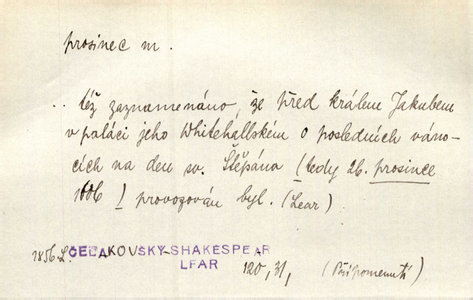 prosinec m.
.. též zaznamenáno, že před králem Jakubem
v paláci jeho Whitehallském o posledních váno-
cích na den sv. Štěpána (tedy 26. prosince
1606) provozován byl. (Lear)
1856 L. ČELAKOVSKÝ-SHAKESPEAR
LEAR 120, 31, (Připomenutí)